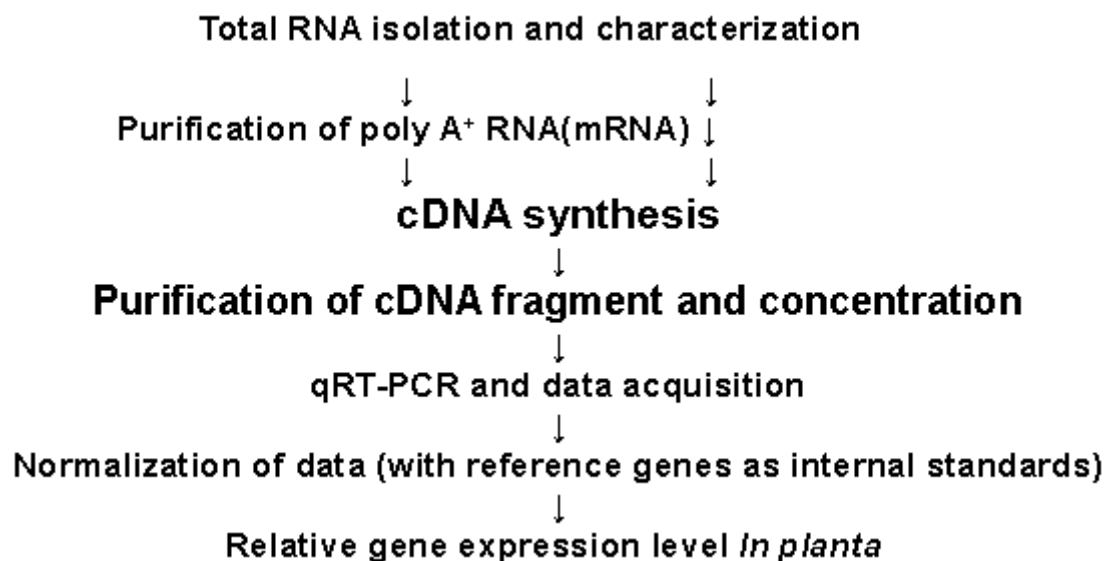 Total RNA isolation and characterization
↓ ↓
Purification of poly A⁺ RNA(mRNA) ↓
↓ ↓
cDNA synthesis
↓
Purification of cDNA fragment and concentration
↓
qRT-PCR and data acquisition
↓
Normalization of data (with reference genes as internal standards)
↓
Relative gene expression level In planta